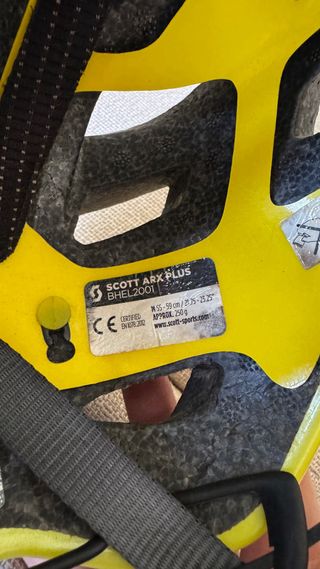 SCOTT ARX PLUS
BHEL2001
M 55 - 59 cm / 21.75 - 23.25"
APPROX. 250 g
CE CERTIFIED
EN1078:2012
www.scott-sports.com